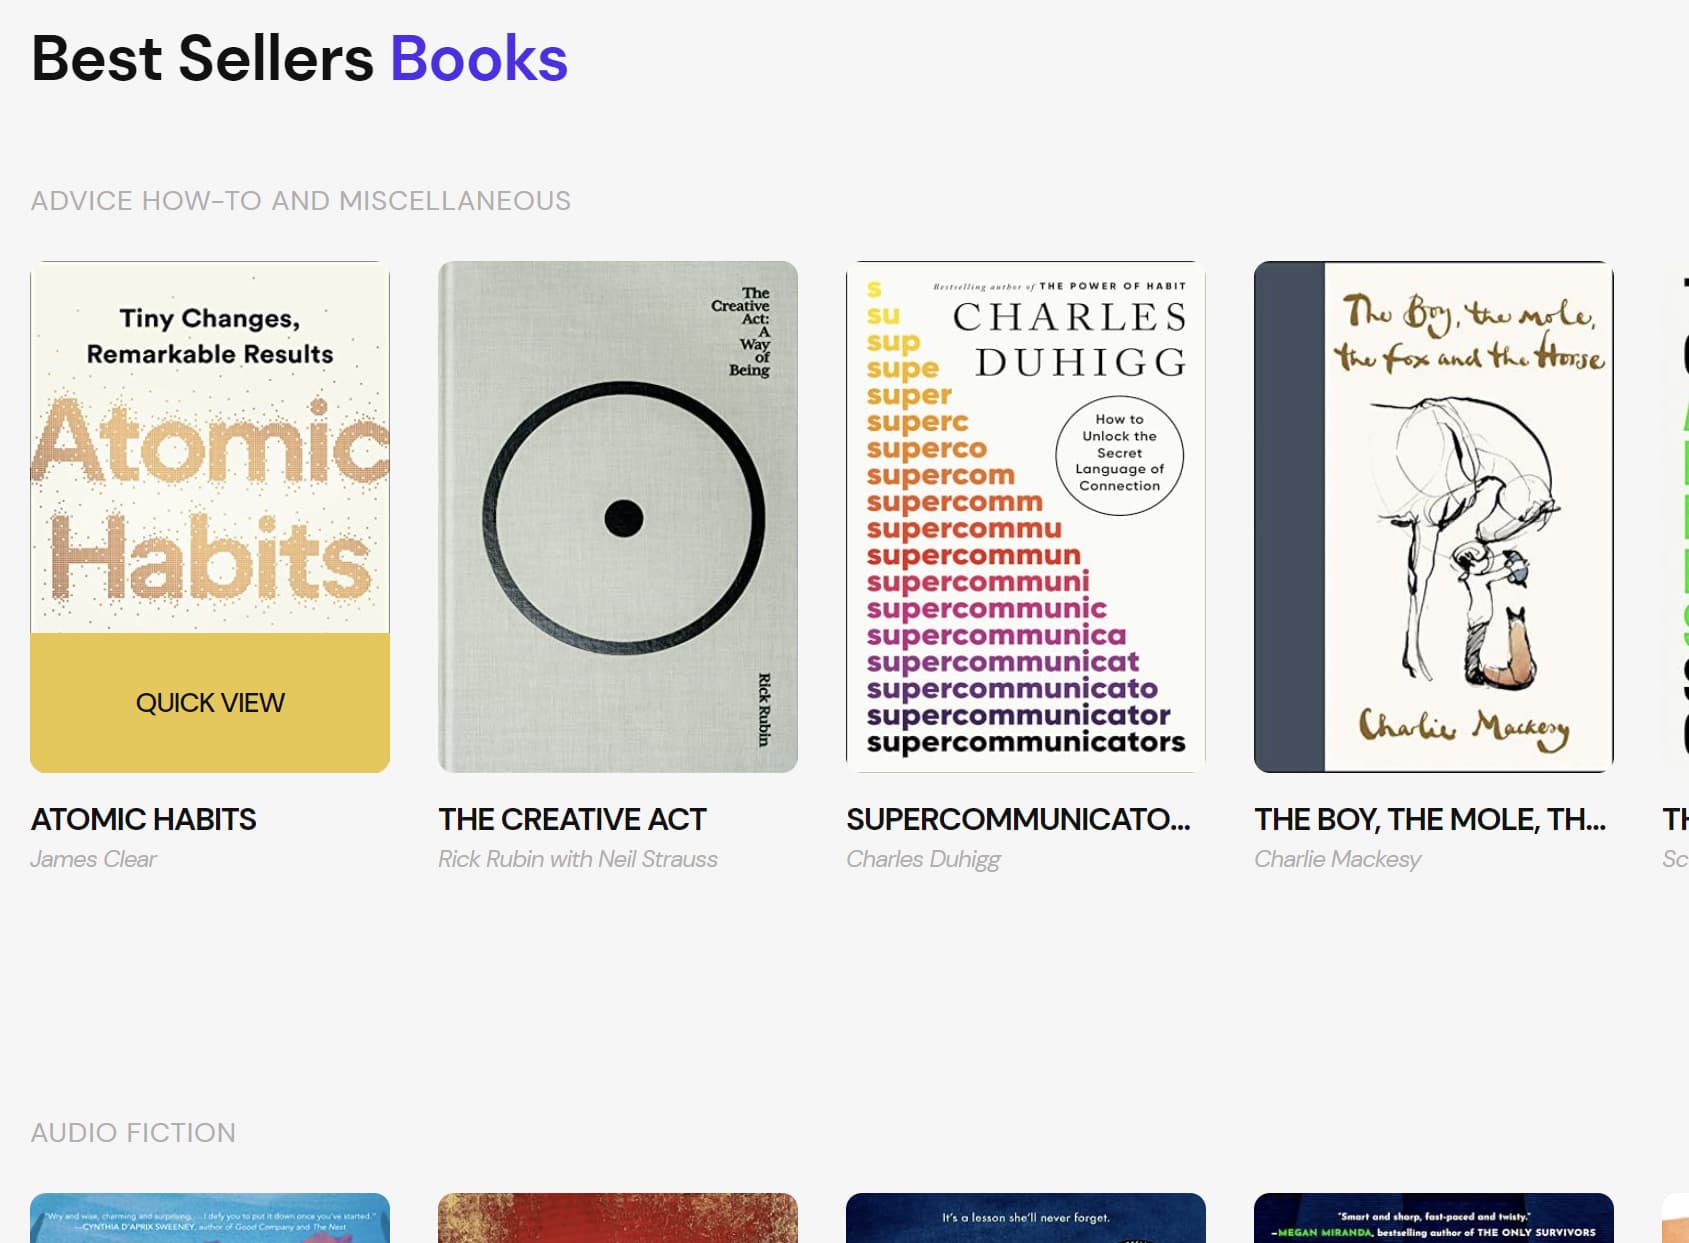 Best Sellers Books
ADVICE HOW-TO AND MISCELLANEOUS
Tiny Changes,
Remarkable Results
Atomic
Habits
QUICK VIEW
ATOMIC HABITS
James Clear
The
Creative
Act:
A
Way
of
Being
Rick Rubin
THE CREATIVE ACT
Rick Rubin with Neil Strauss
Bestselling author of THE POWER OF HABIT
CHARLES
DUHIGG
How to
Unlock the
Secret
Language of
Connection
s
su
sup
supe
super
superc
superco
supercom
supercomm
supercommu
supercommun
supercommuni
supercommunic
supercommunica
supercommunicat
supercommunicato
supercommunicator
supercommunicators
SUPERCOMMUNICATO...
Charles Duhigg
The Boy, the mole,
the fox and the Horse
Charlie Mackesy
THE BOY, THE MOLE, TH...
Charlie Mackesy
TH
Sc
AUDIO FICTION
"Wry and wise, charming and surprising, . . . I defy you to put it down once you've started."
—CYNTHIA D'APRIX SWEENEY, author of Good Company and The Nest
It's a lesson she'll never forget.
"Smart and sharp, fast-paced and twisty."
—MEGAN MIRANDA, bestselling author of THE ONLY SURVIVORS